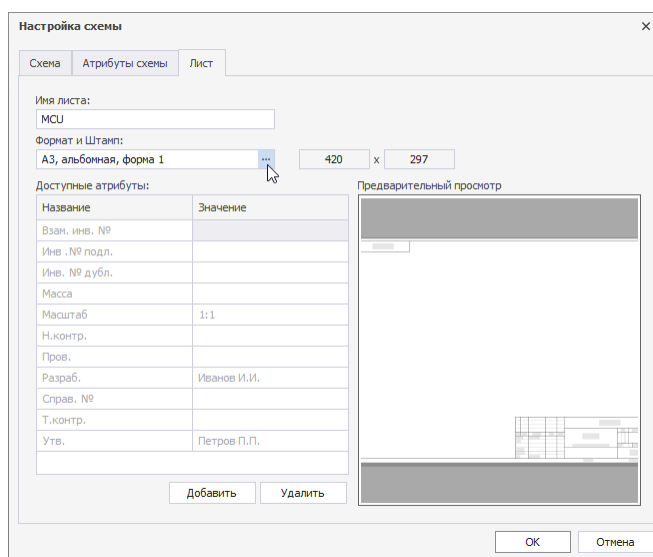 Настройка схемы
Схема Атрибуты схемы Лист
Имя листа:
MCU
Формат и Штамп:
А3, альбомная, форма 1 ... 420 x 297
Доступные атрибуты: Предварительный просмотр
Название Значение
Взам. инв. №
Инв .№ подл.
Инв. № дубл.
Масса
Масштаб 1:1
Н.контр.
Пров.
Разраб. Иванов И.И.
Справ. №
Т.контр.
Утв. Петров П.П.
Добавить Удалить
ОК Отмена